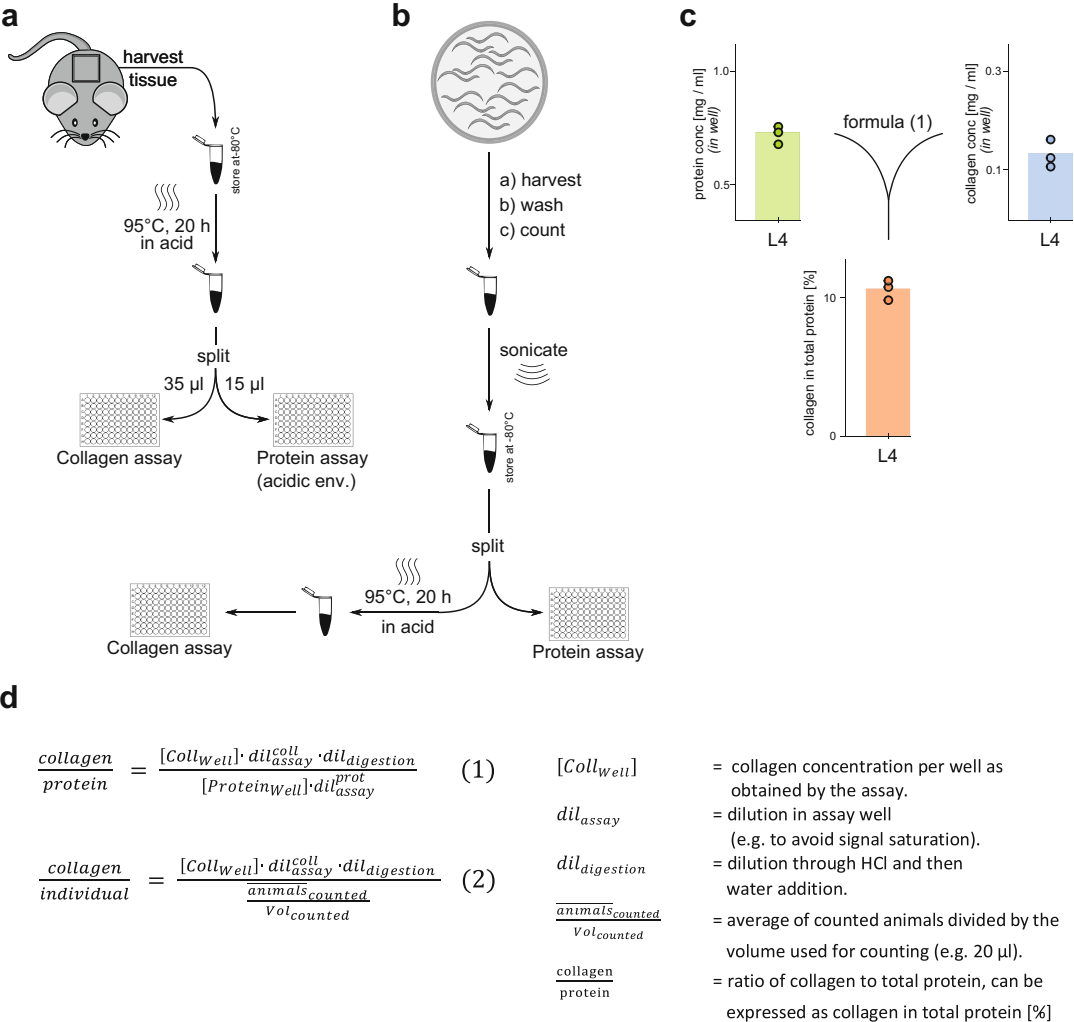 a
harvest
tissue
store at-80°C
95°C, 20 h
in acid
split
35 µl
15 µl
Collagen assay
Protein assay
(acidic env.)
b
a) harvest
b) wash
c) count
sonicate
store at -80°C
split
95°C, 20 h
in acid
Collagen assay
Protein assay
c
protein conc [mg / ml]
(in well)
1.0
0.5
L4
formula (1)
collagen conc [mg / ml]
(in well)
0.3
0.1
L4
collagen in total protein [%]
10
0
L4
d
collagen/protein = [Coll_Well]· dil_assay^coll ·dil_digestion / [Protein_Well]·dil_assay^prot (1)
collagen/individual = [Coll_Well]· dil_assay^coll ·dil_digestion / (animals_counted/Vol_counted) (2)
[Coll_Well] = collagen concentration per well as
obtained by the assay.
dil_assay = dilution in assay well
(e.g. to avoid signal saturation).
dil_digestion = dilution through HCl and then
water addition.
animals_counted/Vol_counted = average of counted animals divided by the
volume used for counting (e.g. 20 µl).
collagen/protein = ratio of collagen to total protein, can be
expressed as collagen in total protein [%]